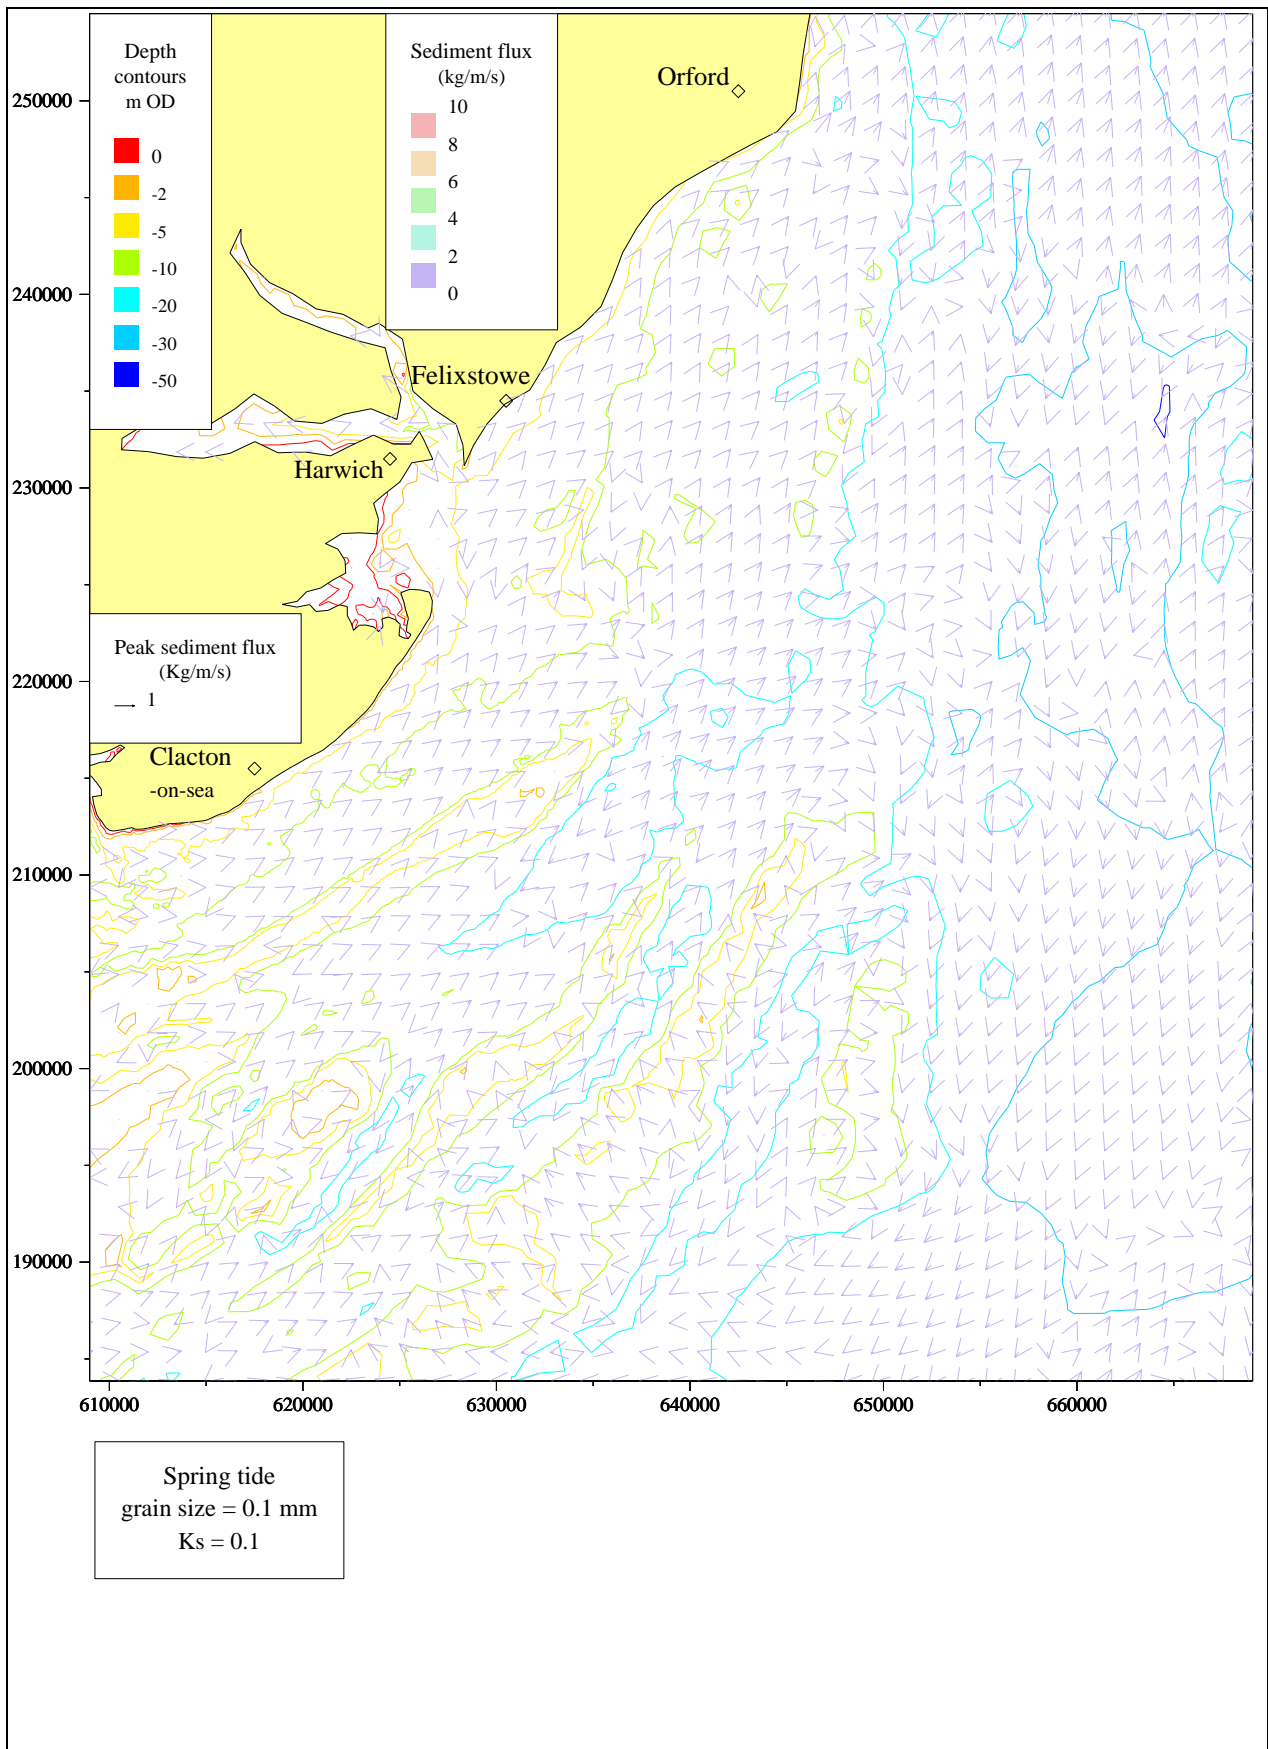 Depth
contours
m OD
0
-2
-5
-10
-20
-30
-50
Sediment flux
(kg/m/s)
10
8
6
4
2
0
Orford
Felixstowe
Harwich
Peak sediment flux
(Kg/m/s)
1
Clacton
-on-sea
250000
240000
230000
220000
210000
200000
190000
610000
620000
630000
640000
650000
660000
Spring tide
grain size = 0.1 mm
Ks = 0.1